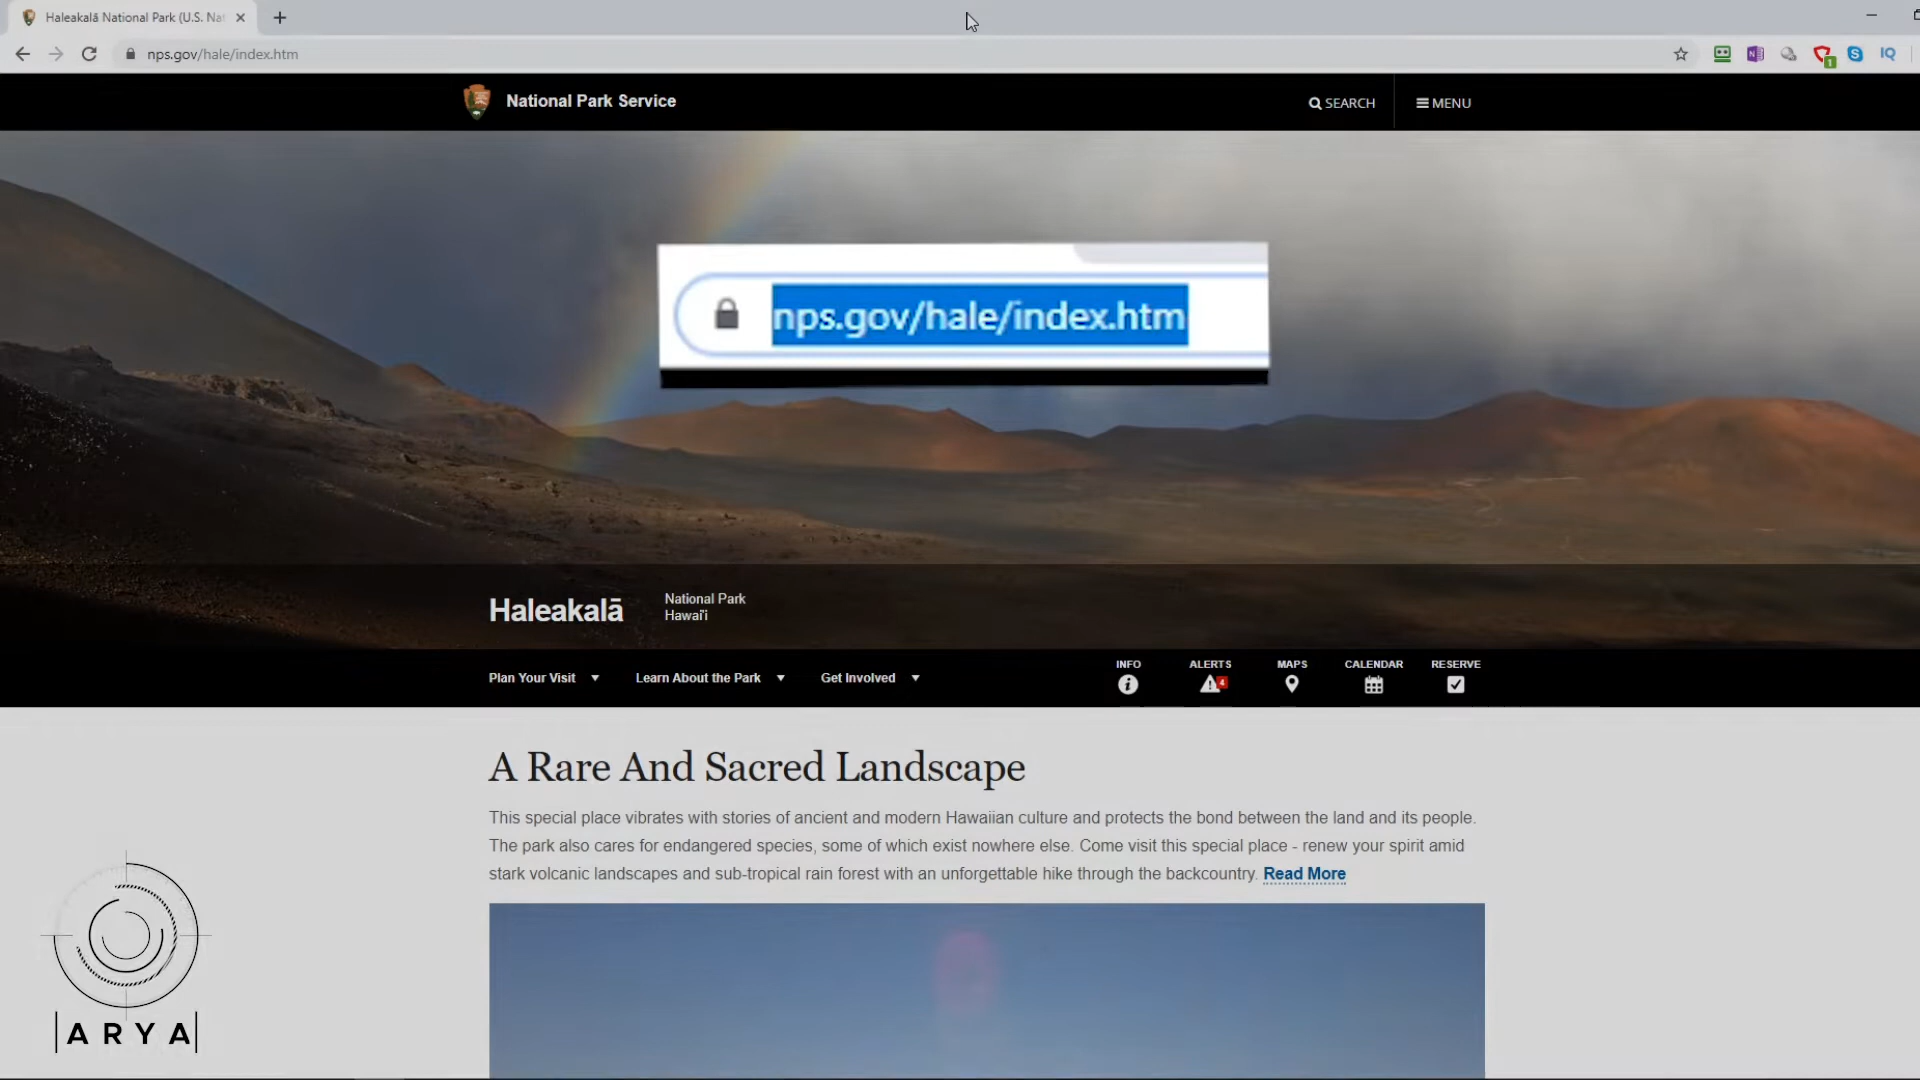 Haleakalā National Park (U.S. Nat
nps.gov/hale/index.htm
1
IQ
National Park Service
SEARCH
MENU
nps.gov/hale/index.htm
Haleakalā
National Park
Hawai'i
Plan Your Visit
Learn About the Park
Get Involved
INFO
ALERTS
4
MAPS
CALENDAR
RESERVE
A Rare And Sacred Landscape
This special place vibrates with stories of ancient and modern Hawaiian culture and protects the bond between the land and its people.
The park also cares for endangered species, some of which exist nowhere else. Come visit this special place - renew your spirit amid
stark volcanic landscapes and sub-tropical rain forest with an unforgettable hike through the backcountry. Read More
ARYA